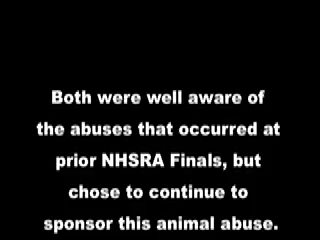 Both were well aware of
the abuses that occurred at
prior NHSRA Finals, but
chose to continue to
sponsor this animal abuse.